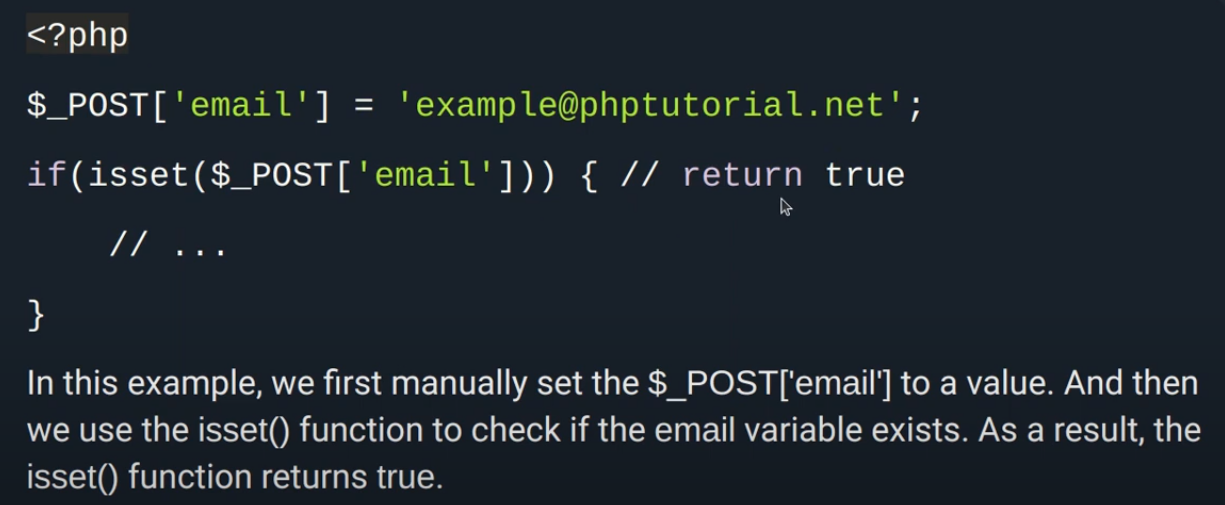 <?php
$_POST['email'] = 'example@phptutorial.net';
if(isset($_POST['email'])) { // return true
// ...
}
In this example, we first manually set the $_POST['email'] to a value. And then
we use the isset() function to check if the email variable exists. As a result, the
isset() function returns true.